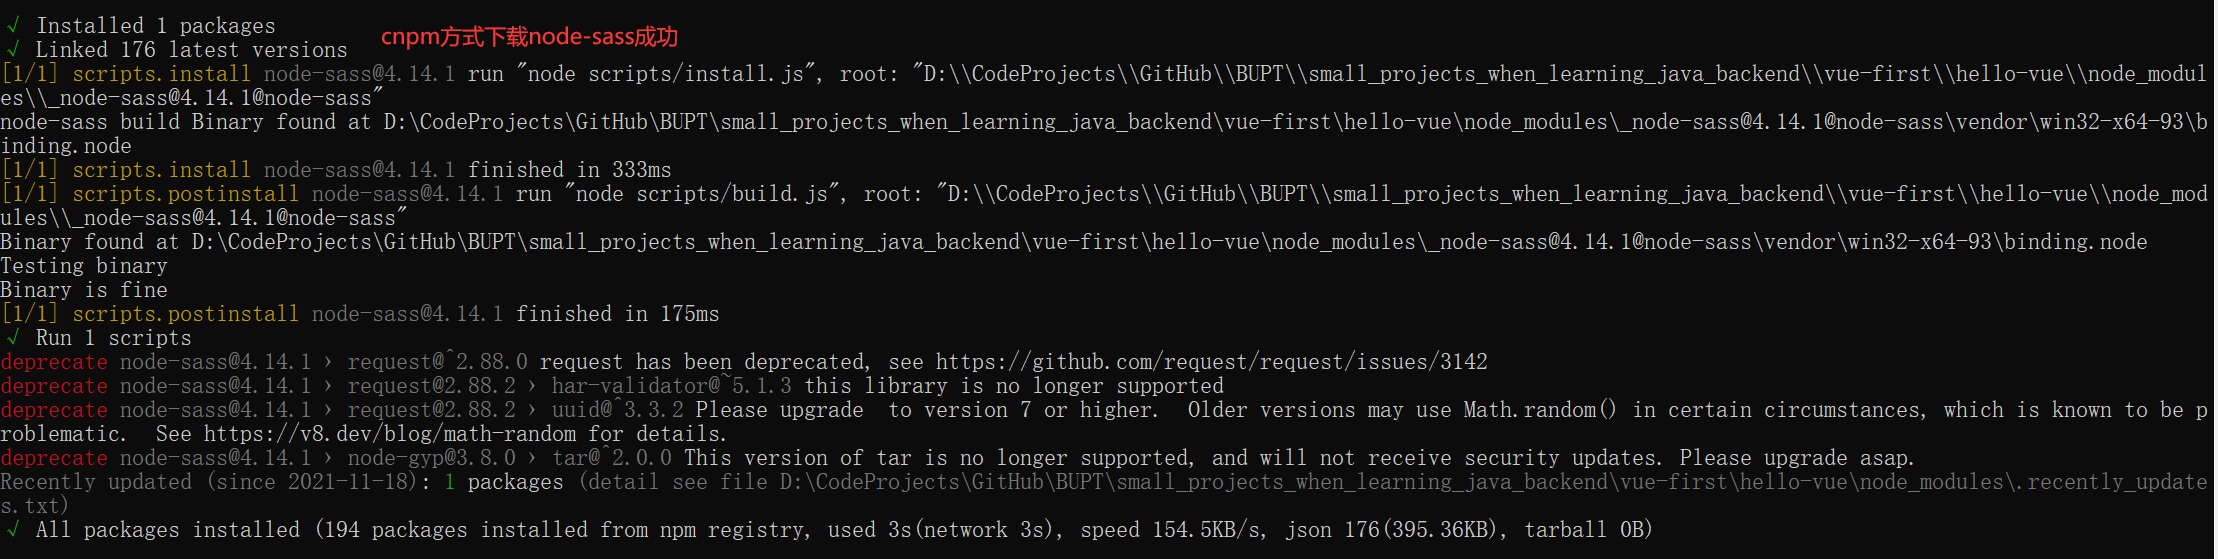 √ Installed 1 packages
√ Linked 176 latest versions
cnpm方式下载node-sass成功
[1/1] scripts.install node-sass@4.14.1 run "node scripts/install.js", root: "D:\\CodeProjects\\GitHub\\BUPT\\small_projects_when_learning_java_backend\\vue-first\\hello-vue\\node_modul
es\\_node-sass@4.14.1@node-sass"
node-sass build Binary found at D:\CodeProjects\GitHub\BUPT\small_projects_when_learning_java_backend\vue-first\hello-vue\node_modules\_node-sass@4.14.1@node-sass\vendor\win32-x64-93\b
inding.node
[1/1] scripts.install node-sass@4.14.1 finished in 333ms
[1/1] scripts.postinstall node-sass@4.14.1 run "node scripts/build.js", root: "D:\\CodeProjects\\GitHub\\BUPT\\small_projects_when_learning_java_backend\\vue-first\\hello-vue\\node_mod
ules\\_node-sass@4.14.1@node-sass"
Binary found at D:\CodeProjects\GitHub\BUPT\small_projects_when_learning_java_backend\vue-first\hello-vue\node_modules\_node-sass@4.14.1@node-sass\vendor\win32-x64-93\binding.node
Testing binary
Binary is fine
[1/1] scripts.postinstall node-sass@4.14.1 finished in 175ms
√ Run 1 scripts
deprecate node-sass@4.14.1 › request@^2.88.0 request has been deprecated, see https://github.com/request/request/issues/3142
deprecate node-sass@4.14.1 › request@2.88.2 › har-validator@~5.1.3 this library is no longer supported
deprecate node-sass@4.14.1 › request@2.88.2 › uuid@^3.3.2 Please upgrade  to version 7 or higher.  Older versions may use Math.random() in certain circumstances, which is known to be p
roblematic.  See https://v8.dev/blog/math-random for details.
deprecate node-sass@4.14.1 › node-gyp@3.8.0 › tar@^2.0.0 This version of tar is no longer supported, and will not receive security updates. Please upgrade asap.
Recently updated (since 2021-11-18): 1 packages (detail see file D:\CodeProjects\GitHub\BUPT\small_projects_when_learning_java_backend\vue-first\hello-vue\node_modules\.recently_update
s.txt)
√ All packages installed (194 packages installed from npm registry, used 3s(network 3s), speed 154.5KB/s, json 176(395.36KB), tarball 0B)